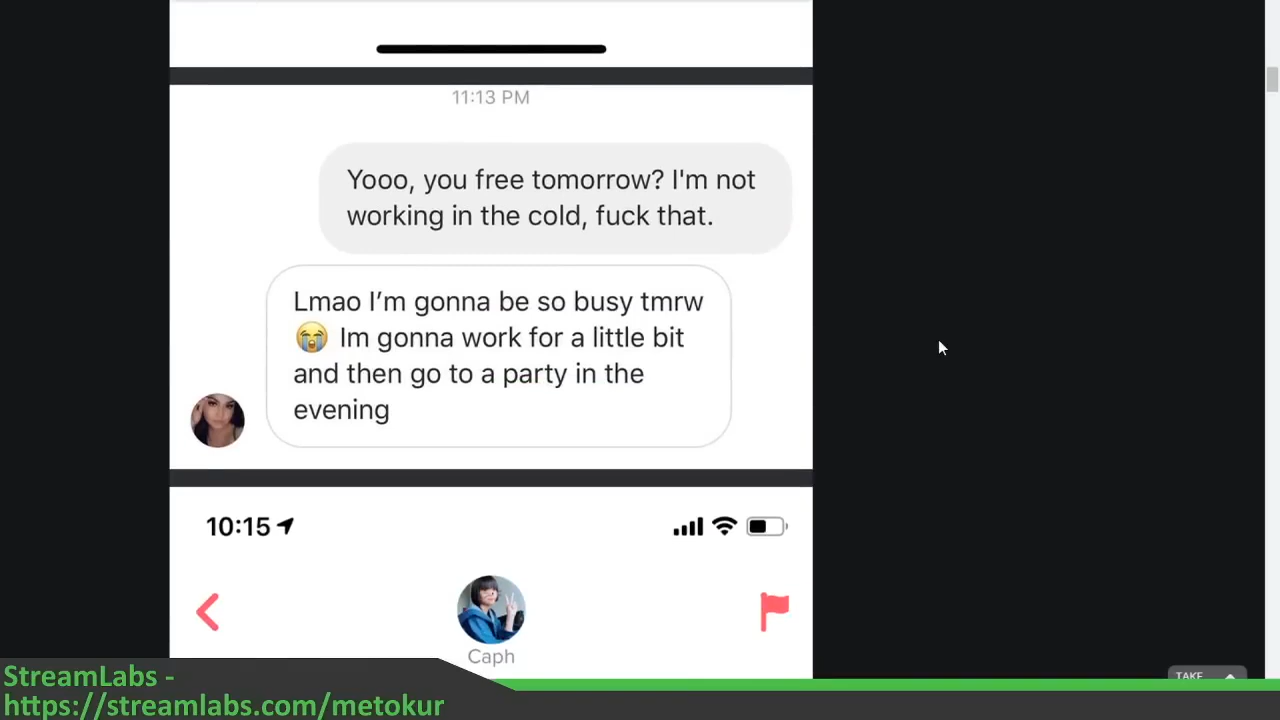 11:13 PM
Yooo, you free tomorrow? I'm not
working in the cold, fuck that.
Lmao I’m gonna be so busy tmrw
😭 Im gonna work for a little bit
and then go to a party in the
evening
10:15
Caph
TAKE
StreamLabs -
https://streamlabs.com/metokur